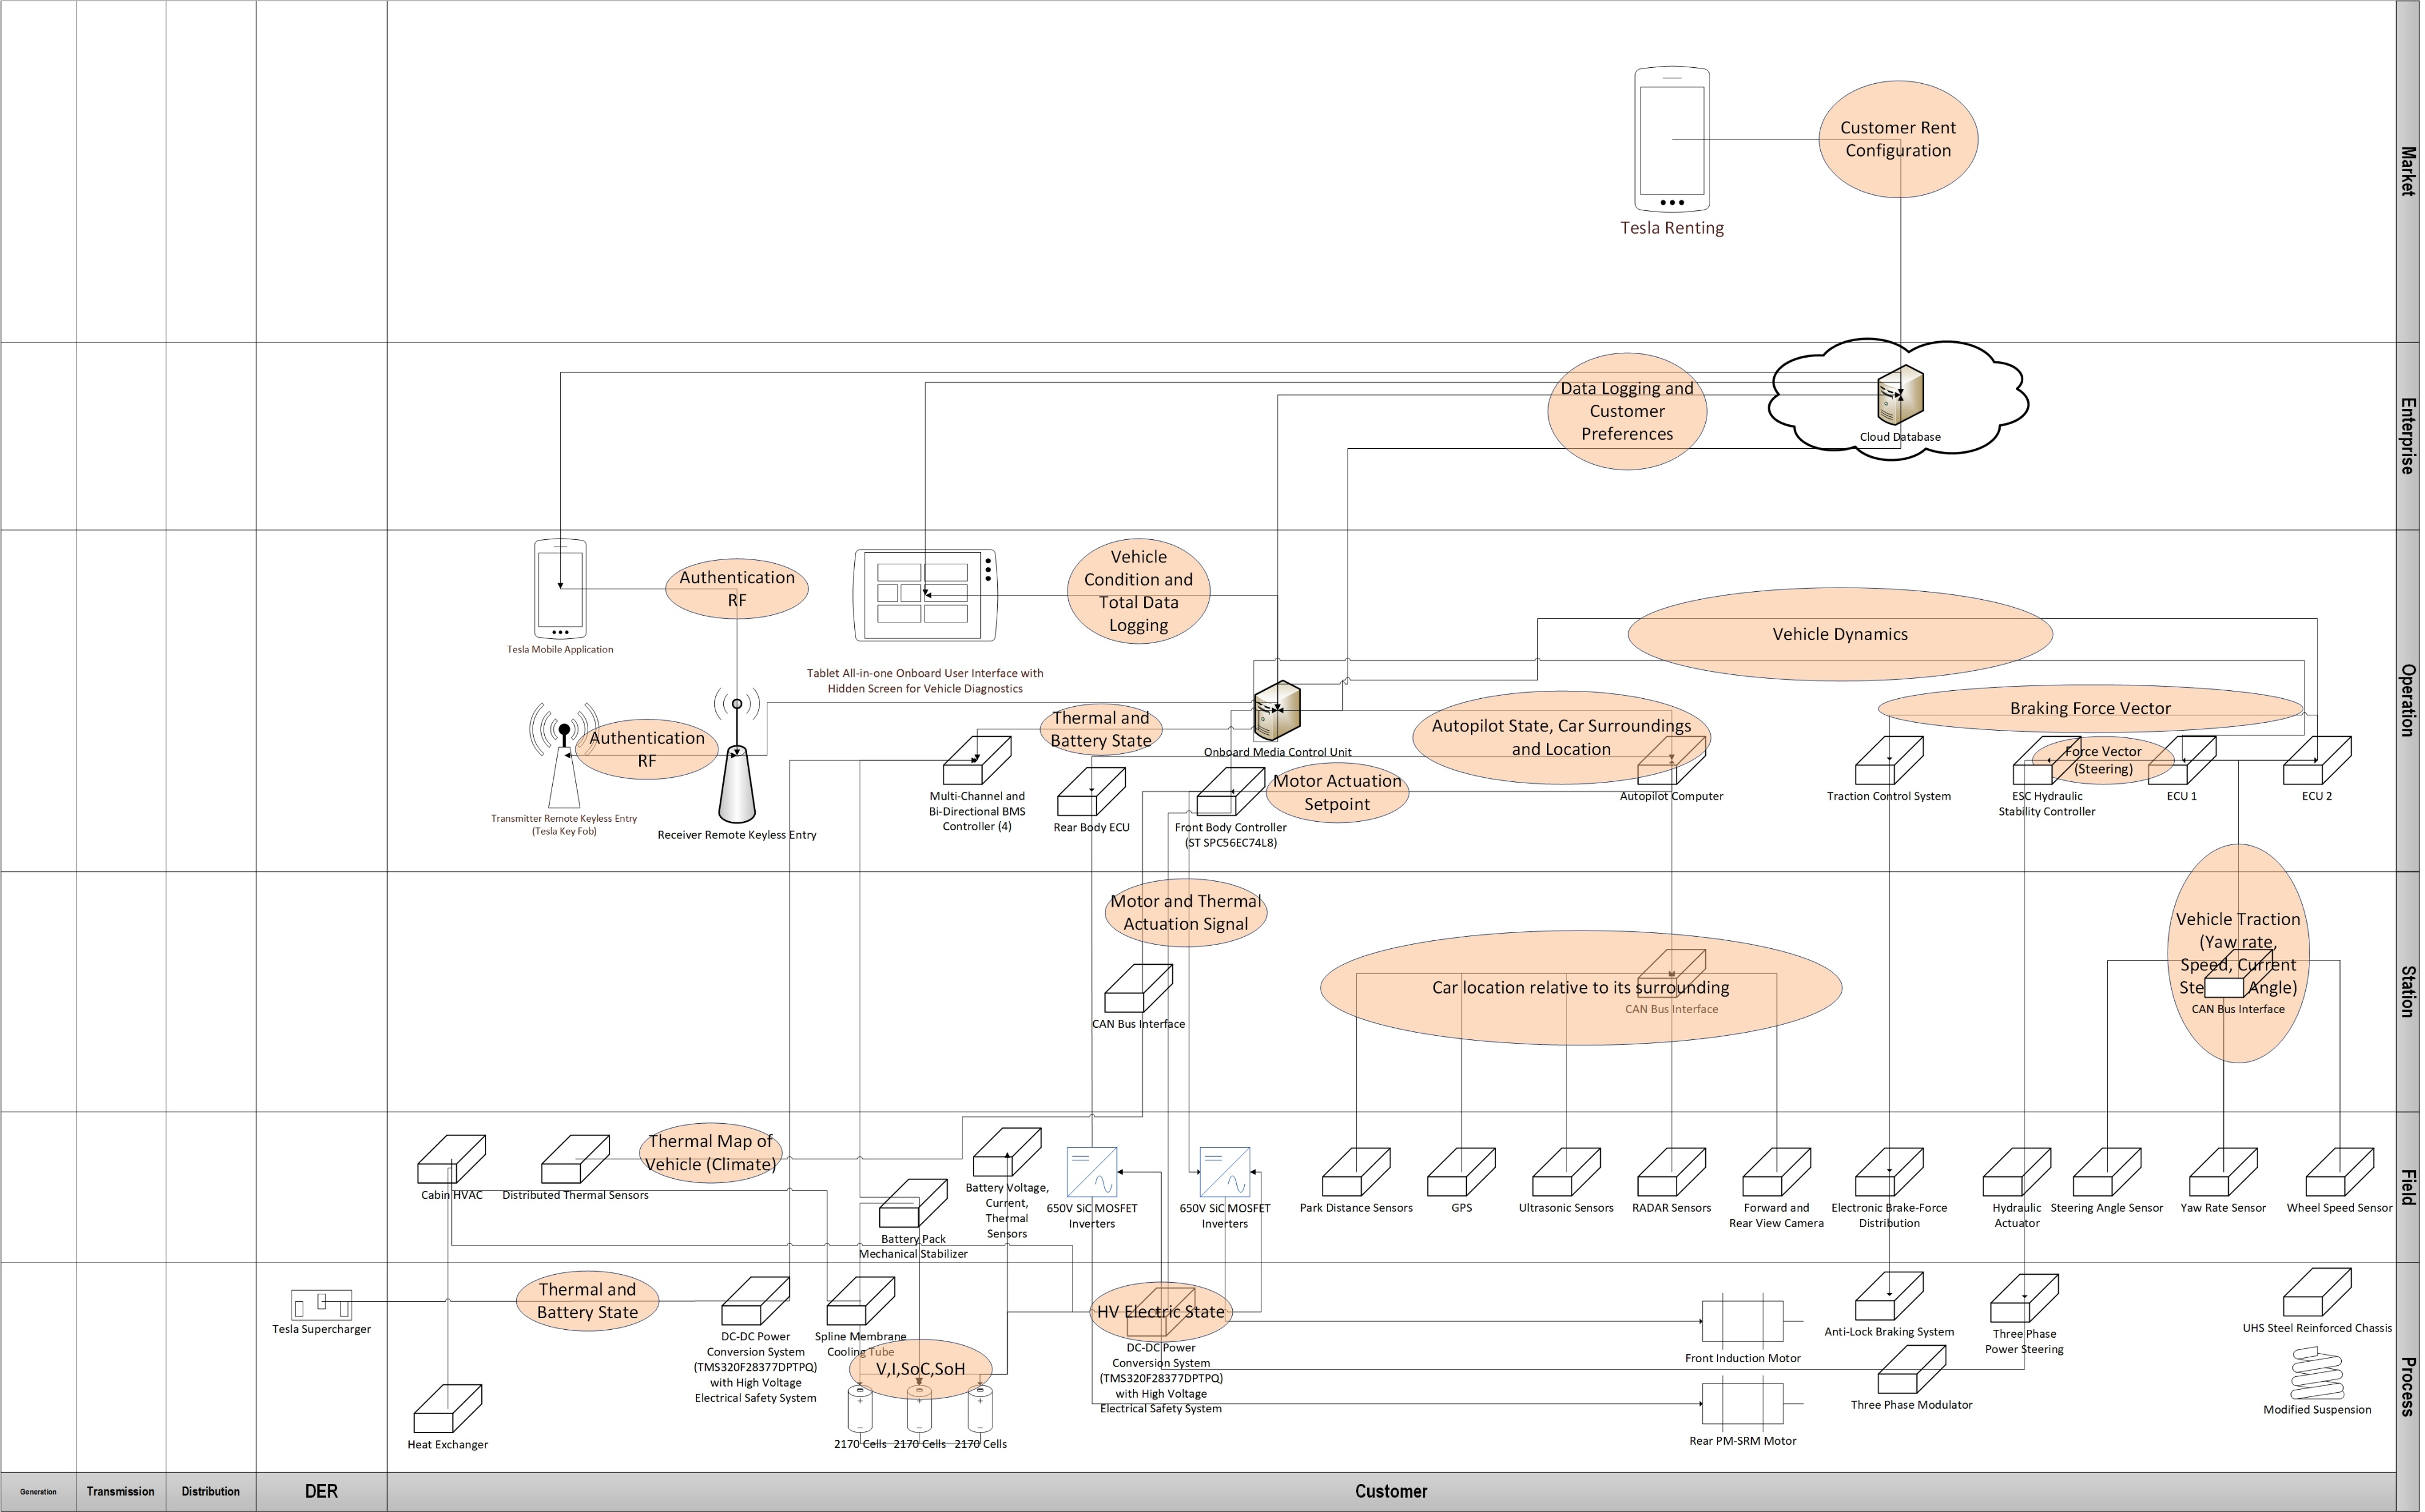 Customer Rent
Configuration
Tesla Renting
Market
Data Logging and
Customer
Preferences
Cloud Database
Enterprise
Authentication
RF
Tesla Mobile Application
Vehicle
Condition and
Total Data
Logging
Tablet All-in-one Onboard User Interface with
Hidden Screen for Vehicle Diagnostics
Vehicle Dynamics
Operation
Authentication
RF
Transmitter Remote Keyless Entry
(Tesla Key Fob)
Receiver Remote Keyless Entry
Thermal and
Battery State
Onboard Media Control Unit
Autopilot State, Car Surroundings
and Location
Braking Force Vector
Force Vector
(Steering)
Motor Actuation
Setpoint
Multi-Channel and
Bi-Directional BMS
Controller (4)
Rear Body ECU
Front Body Controller
(ST SPC56EC74L8)
Autopilot Computer
Traction Control System
ESC Hydraulic
Stability Controller
ECU 1
ECU 2
Motor and Thermal
Actuation Signal
CAN Bus Interface
Car location relative to its surrounding
CAN Bus Interface
Vehicle Traction
(Yaw rate,
Speed, Current
Ste Angle)
CAN Bus Interface
Station
Cabin HVAC
Distributed Thermal Sensors
Thermal Map of
Vehicle (Climate)
Battery Pack
Mechanical Stabilizer
Battery Voltage,
Current,
Thermal
Sensors
650V SiC MOSFET
Inverters
650V SiC MOSFET
Inverters
Park Distance Sensors
GPS
Ultrasonic Sensors
RADAR Sensors
Forward and
Rear View Camera
Electronic Brake-Force
Distribution
Hydraulic
Actuator
Steering Angle Sensor
Yaw Rate Sensor
Wheel Speed Sensor
Field
Tesla Supercharger
Thermal and
Battery State
DC-DC Power
Conversion System
(TMS320F28377DPTPQ)
with High Voltage
Electrical Safety System
Spline Membrane
Cooling Tube
V,I,SoC,SoH
2170 Cells
2170 Cells
2170 Cells
Heat Exchanger
HV Electric State
DC-DC Power
Conversion System
(TMS320F28377DPTPQ)
with High Voltage
Electrical Safety System
Front Induction Motor
Rear PM-SRM Motor
Anti-Lock Braking System
Three Phase
Power Steering
Three Phase Modulator
UHS Steel Reinforced Chassis
Modified Suspension
Process
Generation
Transmission
Distribution
DER
Customer